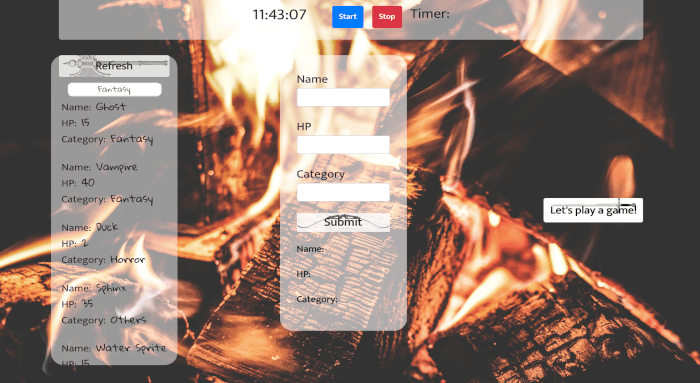 11:43:07 Start Stop Timer:
Refresh
Fantasy
Name: Ghost
HP: 15
Category: Fantasy
Name: Vampire
HP: 40
Category: Fantasy
Name: Duck
HP: 2
Category: Horror
Name: Sphinx
HP: 35
Category: Others
Name: Water Sprite
HP: 15
Name
HP
Category
Submit
Name:
HP:
Category:
Let's play a game!